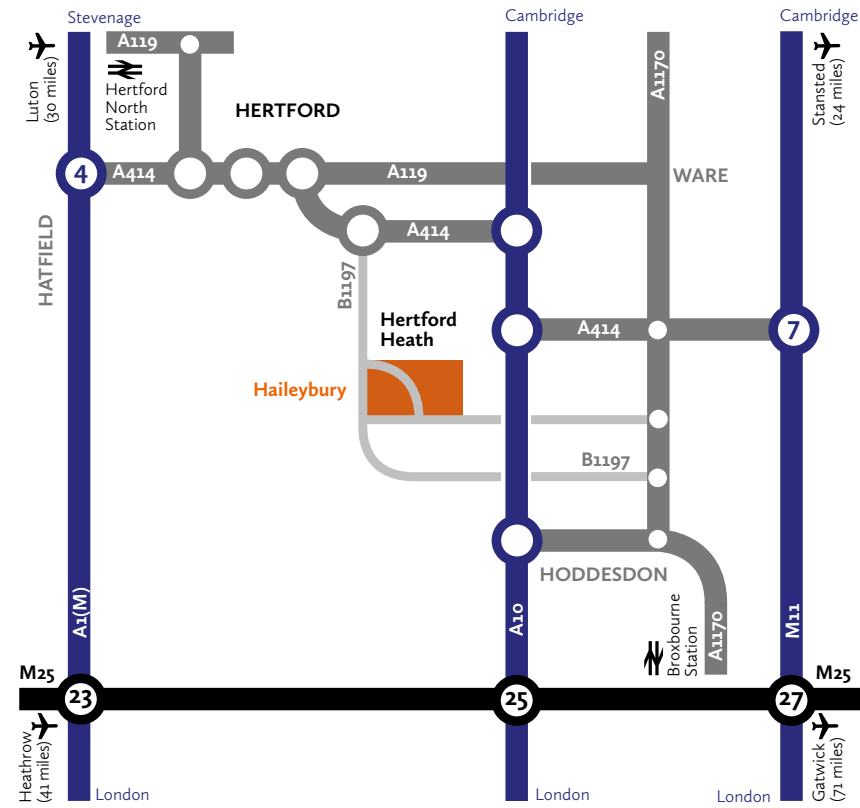 Stevenage
Cambridge
Cambridge
Luton
(30 miles)
A119
Hertford
North
Station
HERTFORD
A1170
Stansted
(24 miles)
4
A414
A119
WARE
HATFIELD
A414
B1197
Hertford
Heath
A414
7
Haileybury
B1197
HODDESDON
A1(M)
A10
Broxbourne
Station
A1170
M11
M25
M25
23
25
27
Heathrow
(41 miles)
Gatwick
(71 miles)
London
London
London